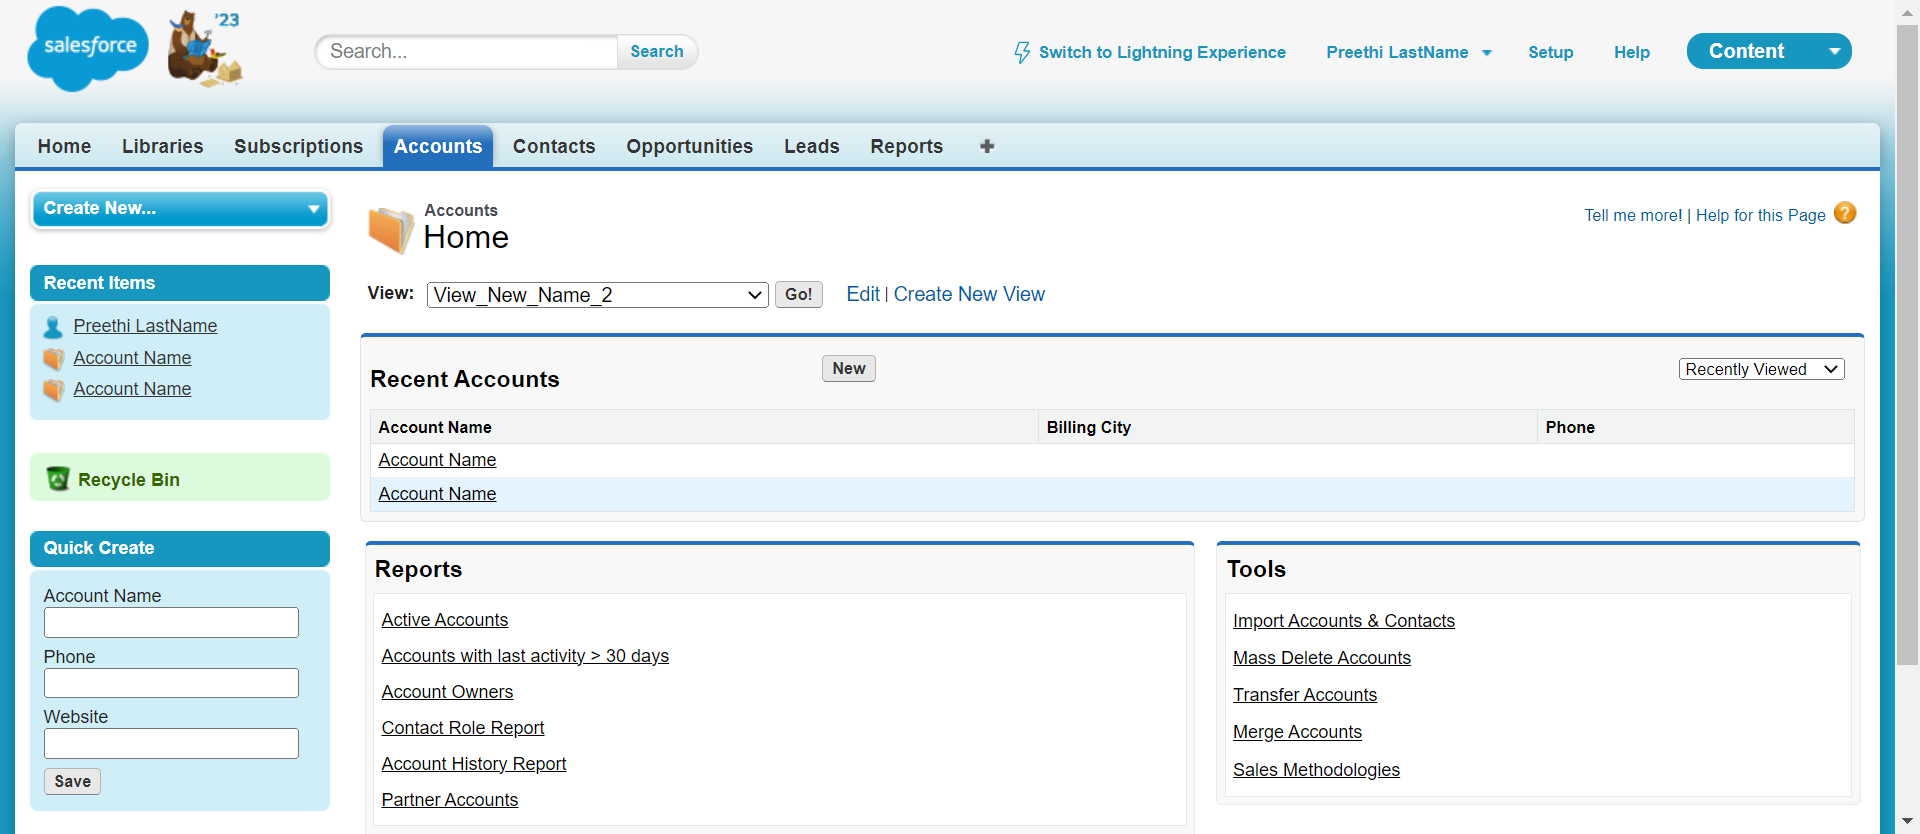 salesforce
'23
Search...
Search
Switch to Lightning Experience
Preethi LastName
Setup
Help
Content
Home
Libraries
Subscriptions
Accounts
Contacts
Opportunities
Leads
Reports
Create New...
Recent Items
Preethi LastName
Account Name
Account Name
Recycle Bin
Quick Create
Account Name
Phone
Website
Save
Accounts
Home
Tell me more! | Help for this Page ?
View: View_New_Name_2 Go! Edit | Create New View
Recent Accounts
New
Recently Viewed
Account Name Billing City Phone
Account Name
Account Name
Reports
Active Accounts
Accounts with last activity > 30 days
Account Owners
Contact Role Report
Account History Report
Partner Accounts
Tools
Import Accounts & Contacts
Mass Delete Accounts
Transfer Accounts
Merge Accounts
Sales Methodologies